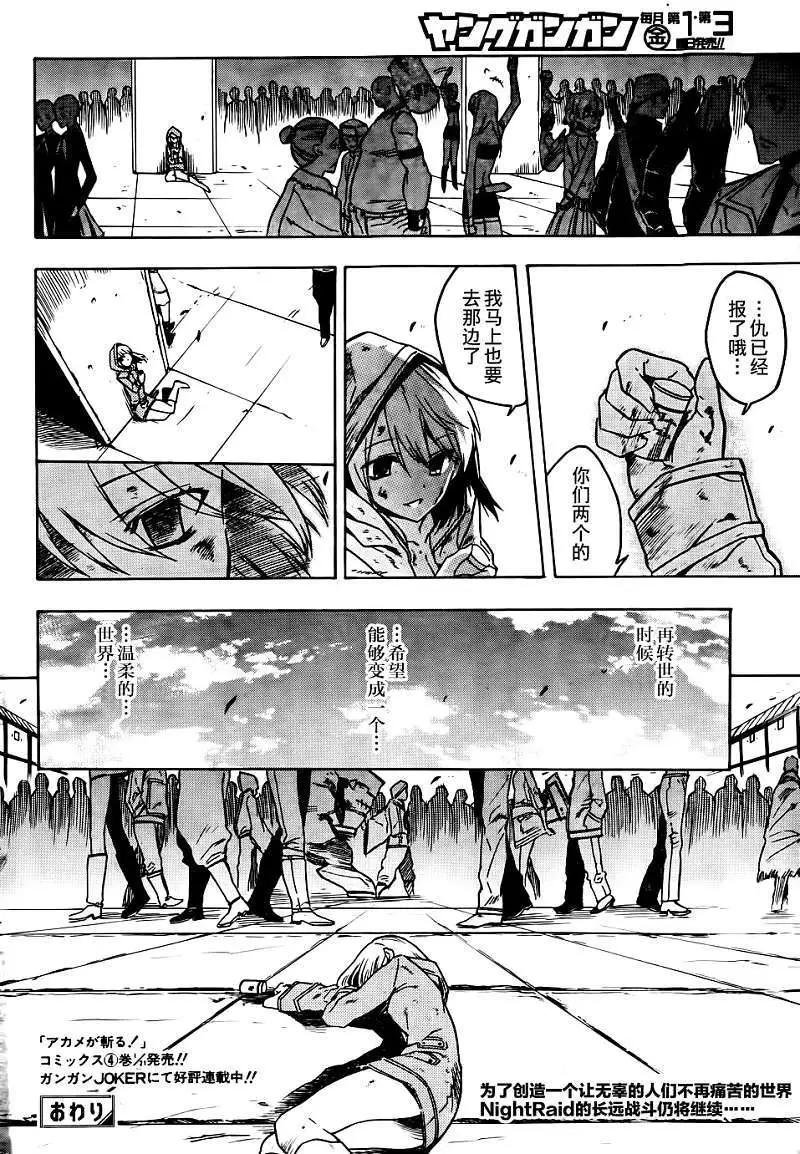 ヤングガンガン
毎月 第1・第3
金
曜日発売!!
…仇已经
报了哦…
你们两个的
我马上也要
去那边了
再转世的
时候
…希望
能够变成一个…
…温柔的…
世界…
「アカメが斬る!」
コミックス④巻1/11発売!!
ガンガンJOKERにて好評連載中!!
おわり
为了创造一个让无辜的人们不再痛苦的世界
NightRaid的长远战斗仍将继续……